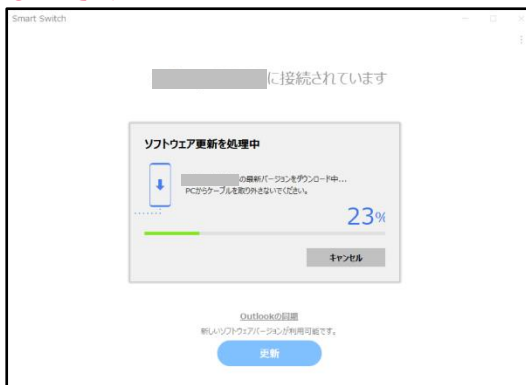 Smart Switch
に接続されています
ソフトウェア更新を処理中
の最新バージョンをダウンロード中...
PCからケーブルを取り外さないでください。
23%
キャンセル
Outlookの同期
新しいソフトウェアバージョンが利用可能です。
更新